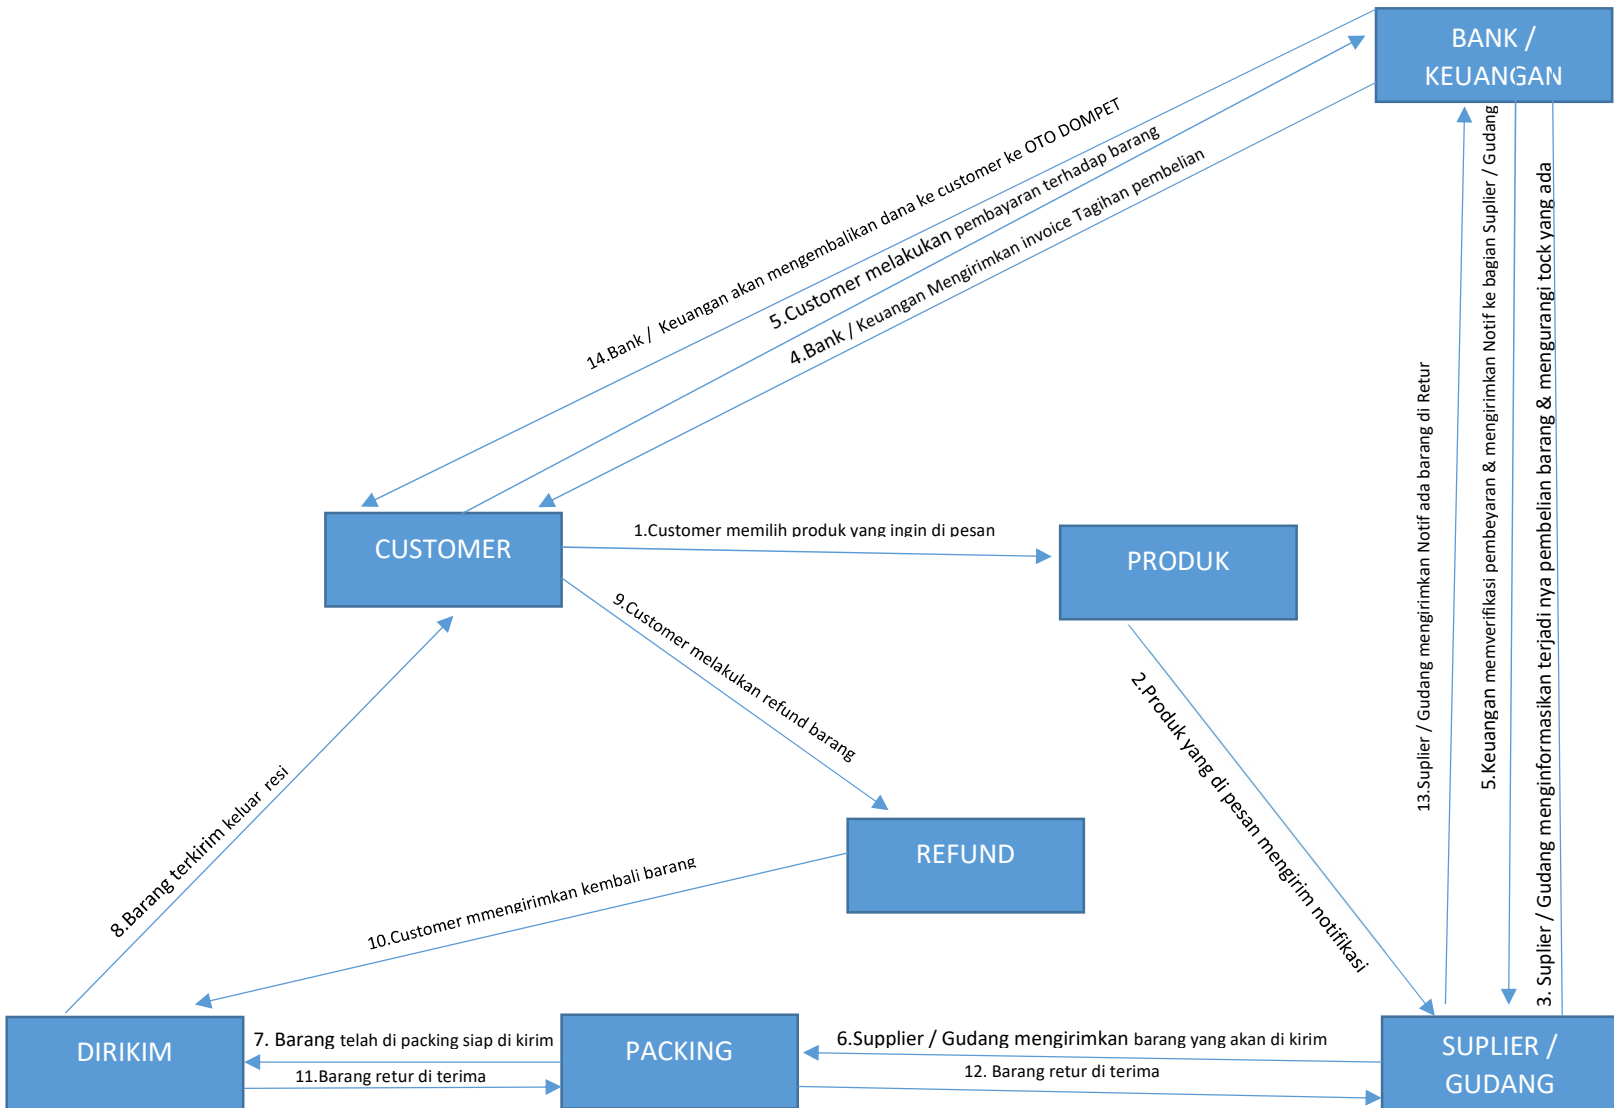 BANK /
KEUANGAN
14.Bank / Keuangan akan mengembalikan dana ke customer ke OTO DOMPET
5.Customer melakukan pembayaran terhadap barang
4.Bank / Keuangan Mengirimkan invoice Tagihan pembelian
13.Suplier / Gudang mengirimkan Notif ada barang di Retur
5.Keuangan memverifikasi pembeyaran & mengirimkan Notif ke bagian Suplier / Gudang
3. Suplier / Gudang menginformasikan terjadi nya pembelian barang & mengurangi tock yang ada
CUSTOMER
1.Customer memilih produk yang ingin di pesan
PRODUK
9.Customer melakukan refund barang
2.Produk yang di pesan mengirim notifikasi
8.Barang terkirim keluar resi
REFUND
10.Customer mmengirimkan kembali barang
DIRIKIM
7. Barang telah di packing siap di kirim
11.Barang retur di terima
PACKING
6.Supplier / Gudang mengirimkan barang yang akan di kirim
12. Barang retur di terima
SUPLIER /
GUDANG